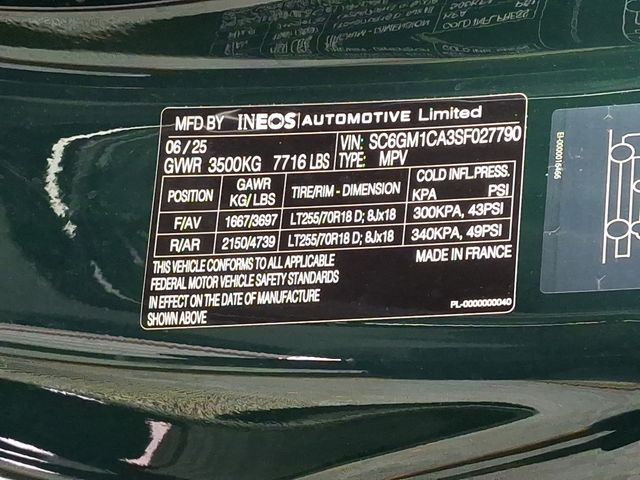 MFD BY INEOS AUTOMOTIVE Limited
06 / 25 VIN: SC6GM1CA3SF027790
GVWR 3500KG 7716 LBS TYPE: MPV
POSITION GAWR KG/LBS TIRE/RIM - DIMENSION COLD INFL.PRESS. KPA PSI
F/AV 1667/3697 LT255/70R18 D; 8Jx18 300KPA, 43PSI
R/AR 2150/4739 LT255/70R18 D; 8Jx18 340KPA, 49PSI
THIS VEHICLE CONFORMS TO ALL APPLICABLE MADE IN FRANCE
FEDERAL MOTOR VEHICLE SAFETY STANDARDS
IN EFFECT ON THE DATE OF MANUFACTURE
SHOWN ABOVE PL-0000000040